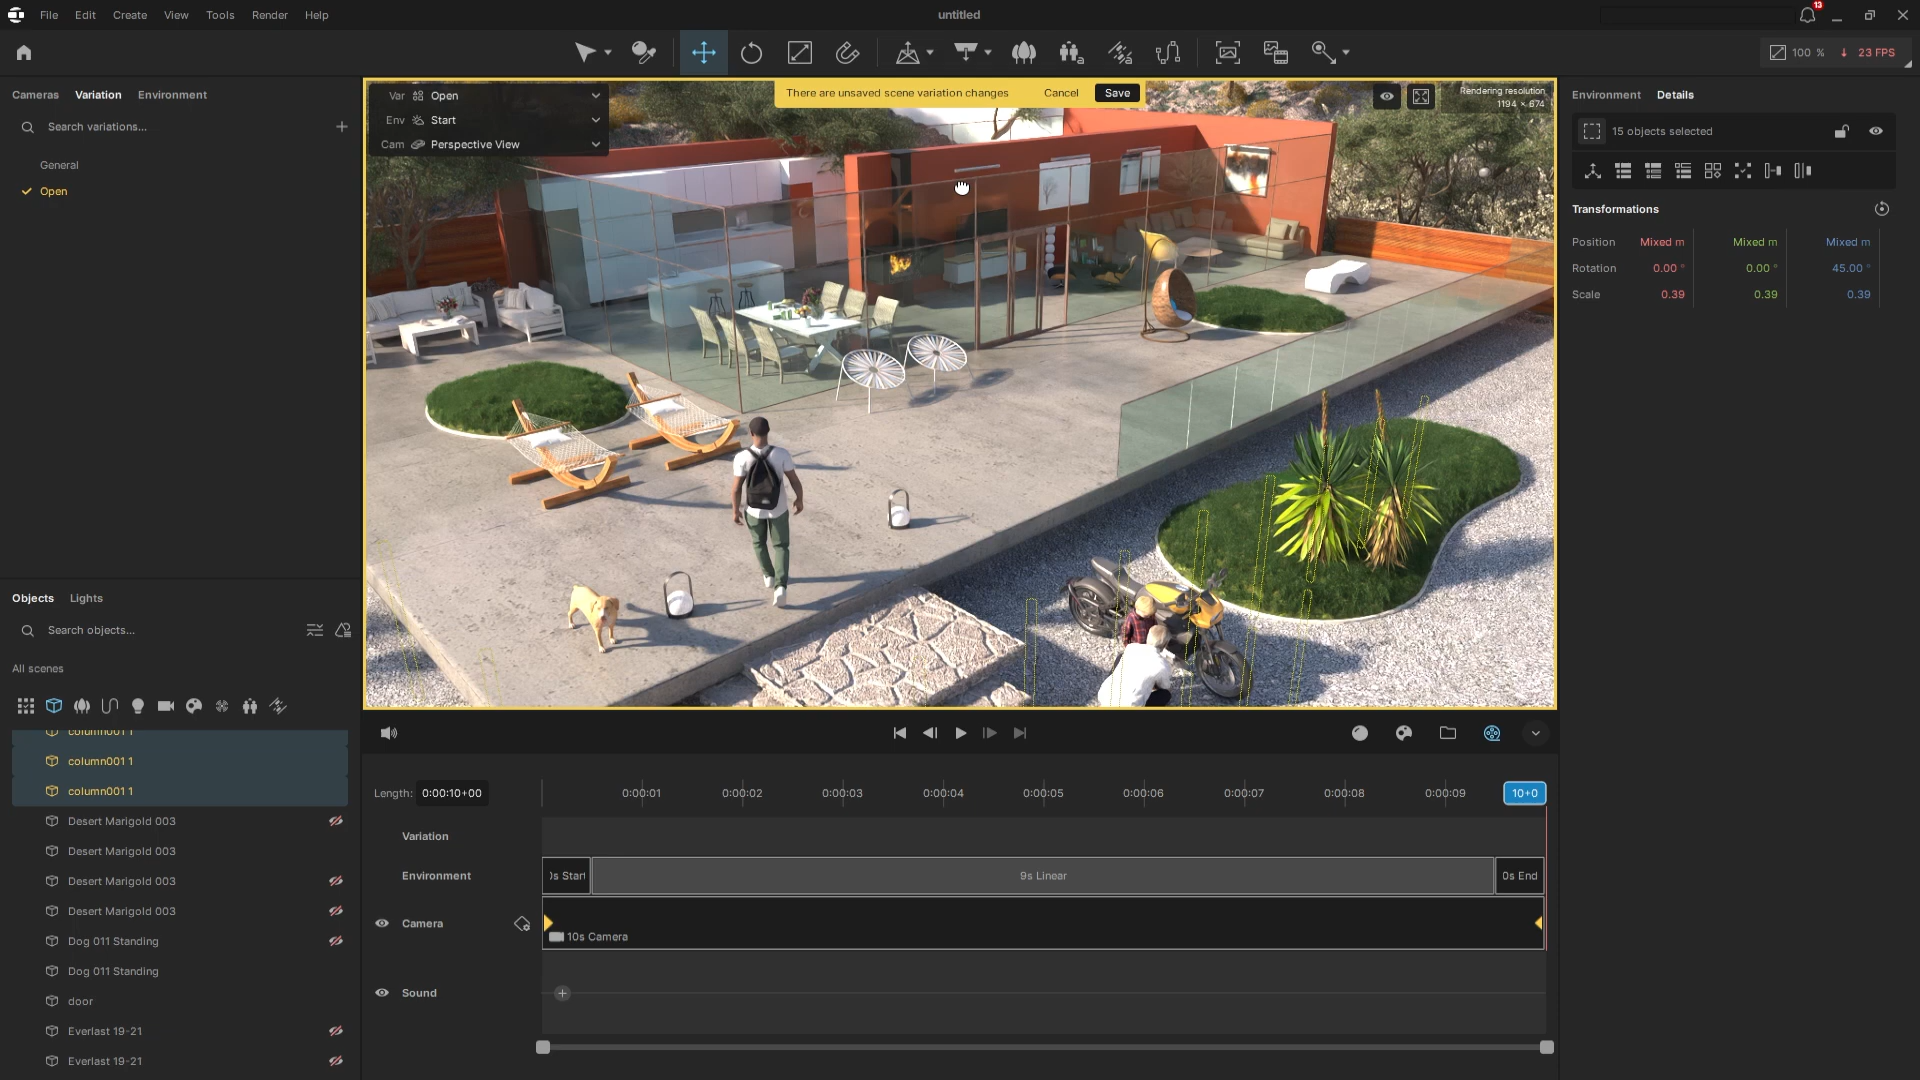 File Edit Create View Tools Render Help
untitled
13
100 % 23 FPS
Cameras Variation Environment
Search variations...
General
Open
Var Open
Env Start
Cam Perspective View
There are unsaved scene variation changes Cancel Save
Rendering resolution
1194 × 674
Environment Details
15 objects selected
Transformations
Position Mixed m Mixed m Mixed m
Rotation 0.00 ° 0.00 ° 45.00 °
Scale 0.39 0.39 0.39
Objects Lights
Search objects...
All scenes
column001 1
column001 1
column001 1
Desert Marigold 003
Desert Marigold 003
Desert Marigold 003
Desert Marigold 003
Dog 011 Standing
Dog 011 Standing
door
Everlast 19-21
Everlast 19-21
Length: 0:00:10+00
0:00:01 0:00:02 0:00:03 0:00:04 0:00:05 0:00:06 0:00:07 0:00:08 0:00:09 10+0
Variation
Environment
)s Start 9s Linear 0s End
Camera
10s Camera
Sound